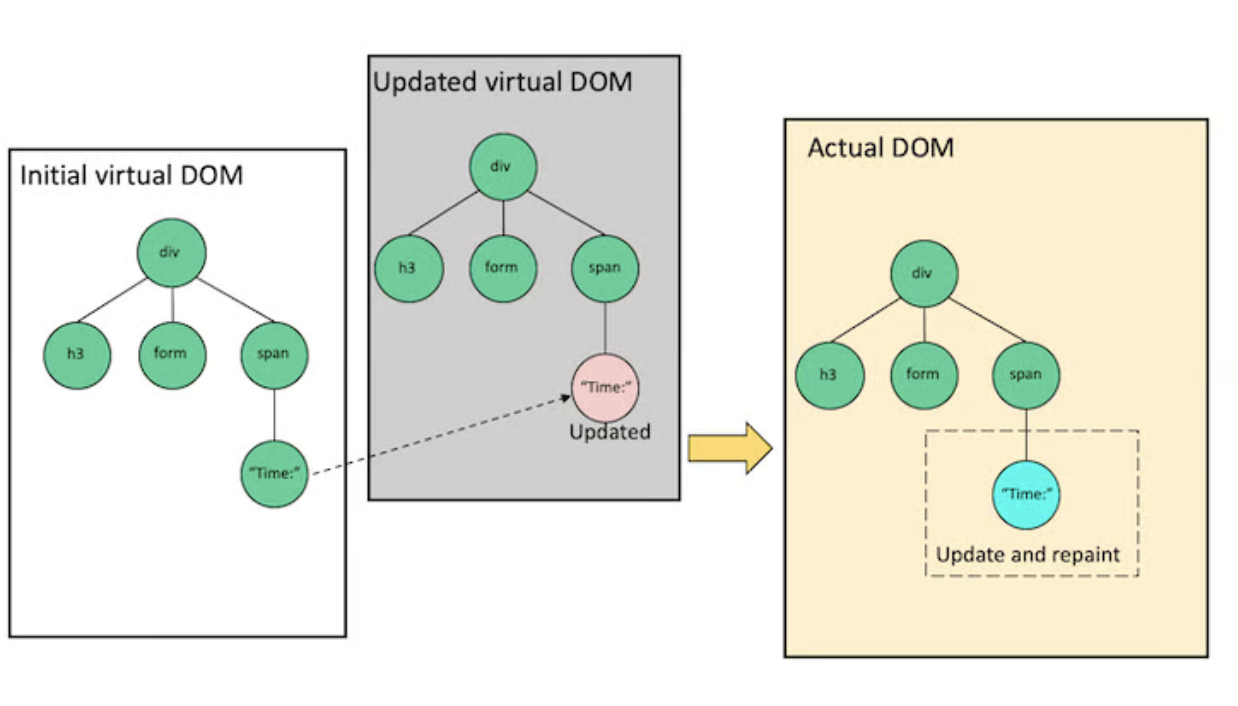 Initial virtual DOM
div
h3
form
span
“Time:”
Updated virtual DOM
div
h3
form
span
“Time:”
Updated
Actual DOM
div
h3
form
span
“Time:”
Update and repaint